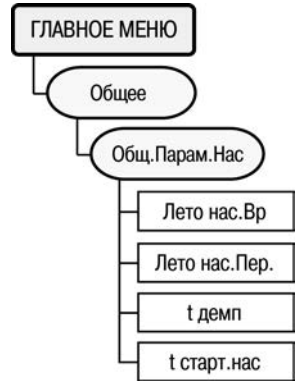 ГЛАВНОЕ МЕНЮ
Общее
Общ.Парам.Нас
Лето нас.Вр
Лето нас.Пер.
t демп
t старт.нас